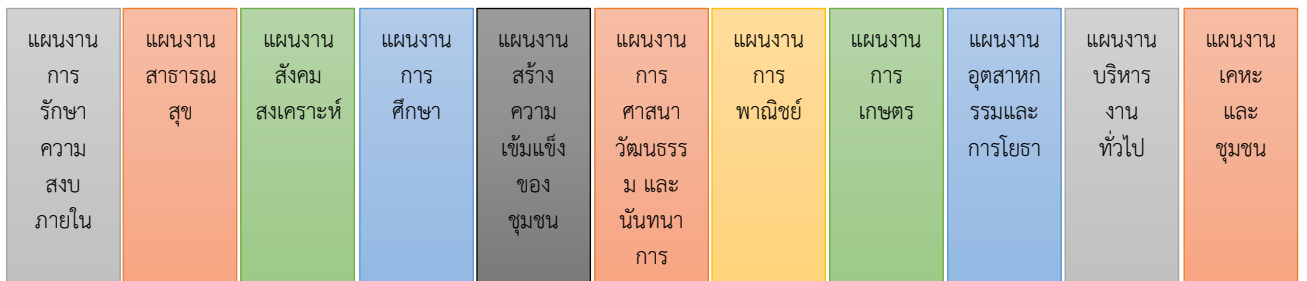 แผนงาน
การ
รักษา
ความ
สงบ
ภายใน
แผนงาน
สาธารณ
สุข
แผนงาน
สังคม
สงเคราะห์
แผนงาน
การ
ศึกษา
แผนงาน
สร้าง
ความ
เข้มแข็ง
ของ
ชุมชน
แผนงาน
การ
ศาสนา
วัฒนธรร
ม และ
นันทนา
การ
แผนงาน
การ
พาณิชย์
แผนงาน
การ
เกษตร
แผนงาน
อุตสาหก
รรมและ
การโยธา
แผนงาน
บริหาร
งาน
ทั่วไป
แผนงาน
เคหะ
และ
ชุมชน